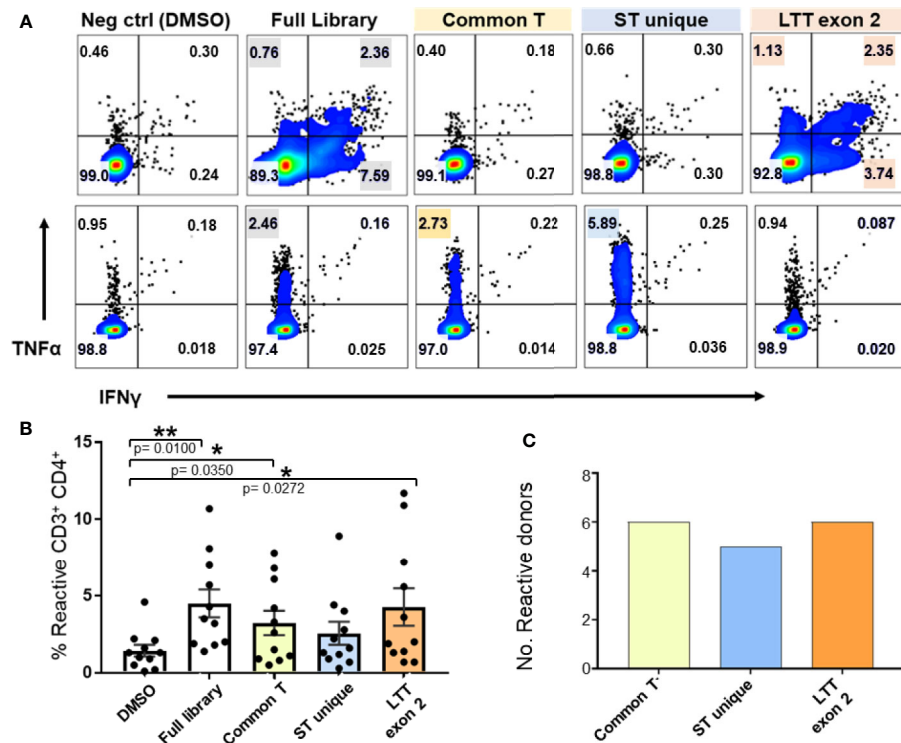 A
Neg ctrl (DMSO) Full Library Common T ST unique LTT exon 2
0.46 0.30 0.76 2.36 0.40 0.18 0.66 0.30 1.13 2.35
99.0 0.24 89.3 7.59 99.1 0.27 98.8 0.30 92.8 3.74
0.95 0.18 2.46 0.16 2.73 0.22 5.89 0.25 0.94 0.087
98.8 0.018 97.4 0.025 97.0 0.014 98.8 0.036 98.9 0.020
TNFα
IFNγ
B
** 
p= 0.0100
*
p= 0.0350
*
p= 0.0272
% Reactive CD3⁺ CD4⁺
15
10
5
0
DMSO
Full library
Common T
ST unique
LTT
exon 2
C
No. Reactive donors
8
6
4
2
0
Common T
ST unique
LTT
exon 2